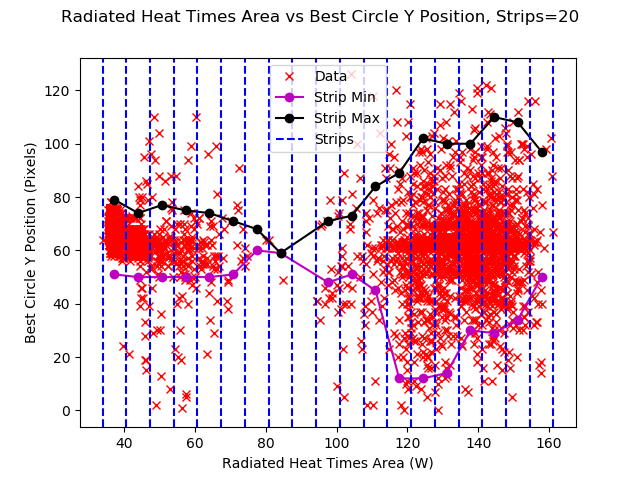 Radiated Heat Times Area vs Best Circle Y Position, Strips=20
Best Circle Y Position (Pixels)
120
100
80
60
40
20
0
Data
Strip Min
Strip Max
Strips
40 60 80 100 120 140 160
Radiated Heat Times Area (W)